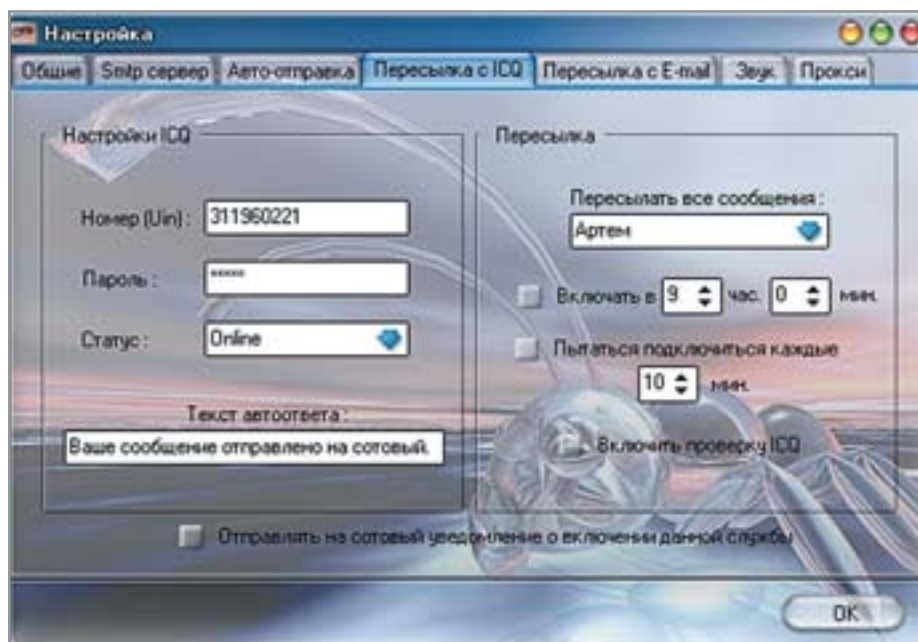 Настройка
Общие Smtp сервер Авто-отправка Пересылка с ICQ Пересылка с E-mail Звук Прокси
Настройки ICQ
Номер (Uin) : 311960221
Пароль : *****
Статус : Online
Текст автоответа :
Ваше сообщение отправлено на сотовый.
Пересылка
Пересылать все сообщения :
Артем
Включать в 9 час. 0 мин.
Пытаться подключиться каждые
10 мин.
Включить проверку ICQ
Отправлять на сотовый уведомление о включении данной службы
OK